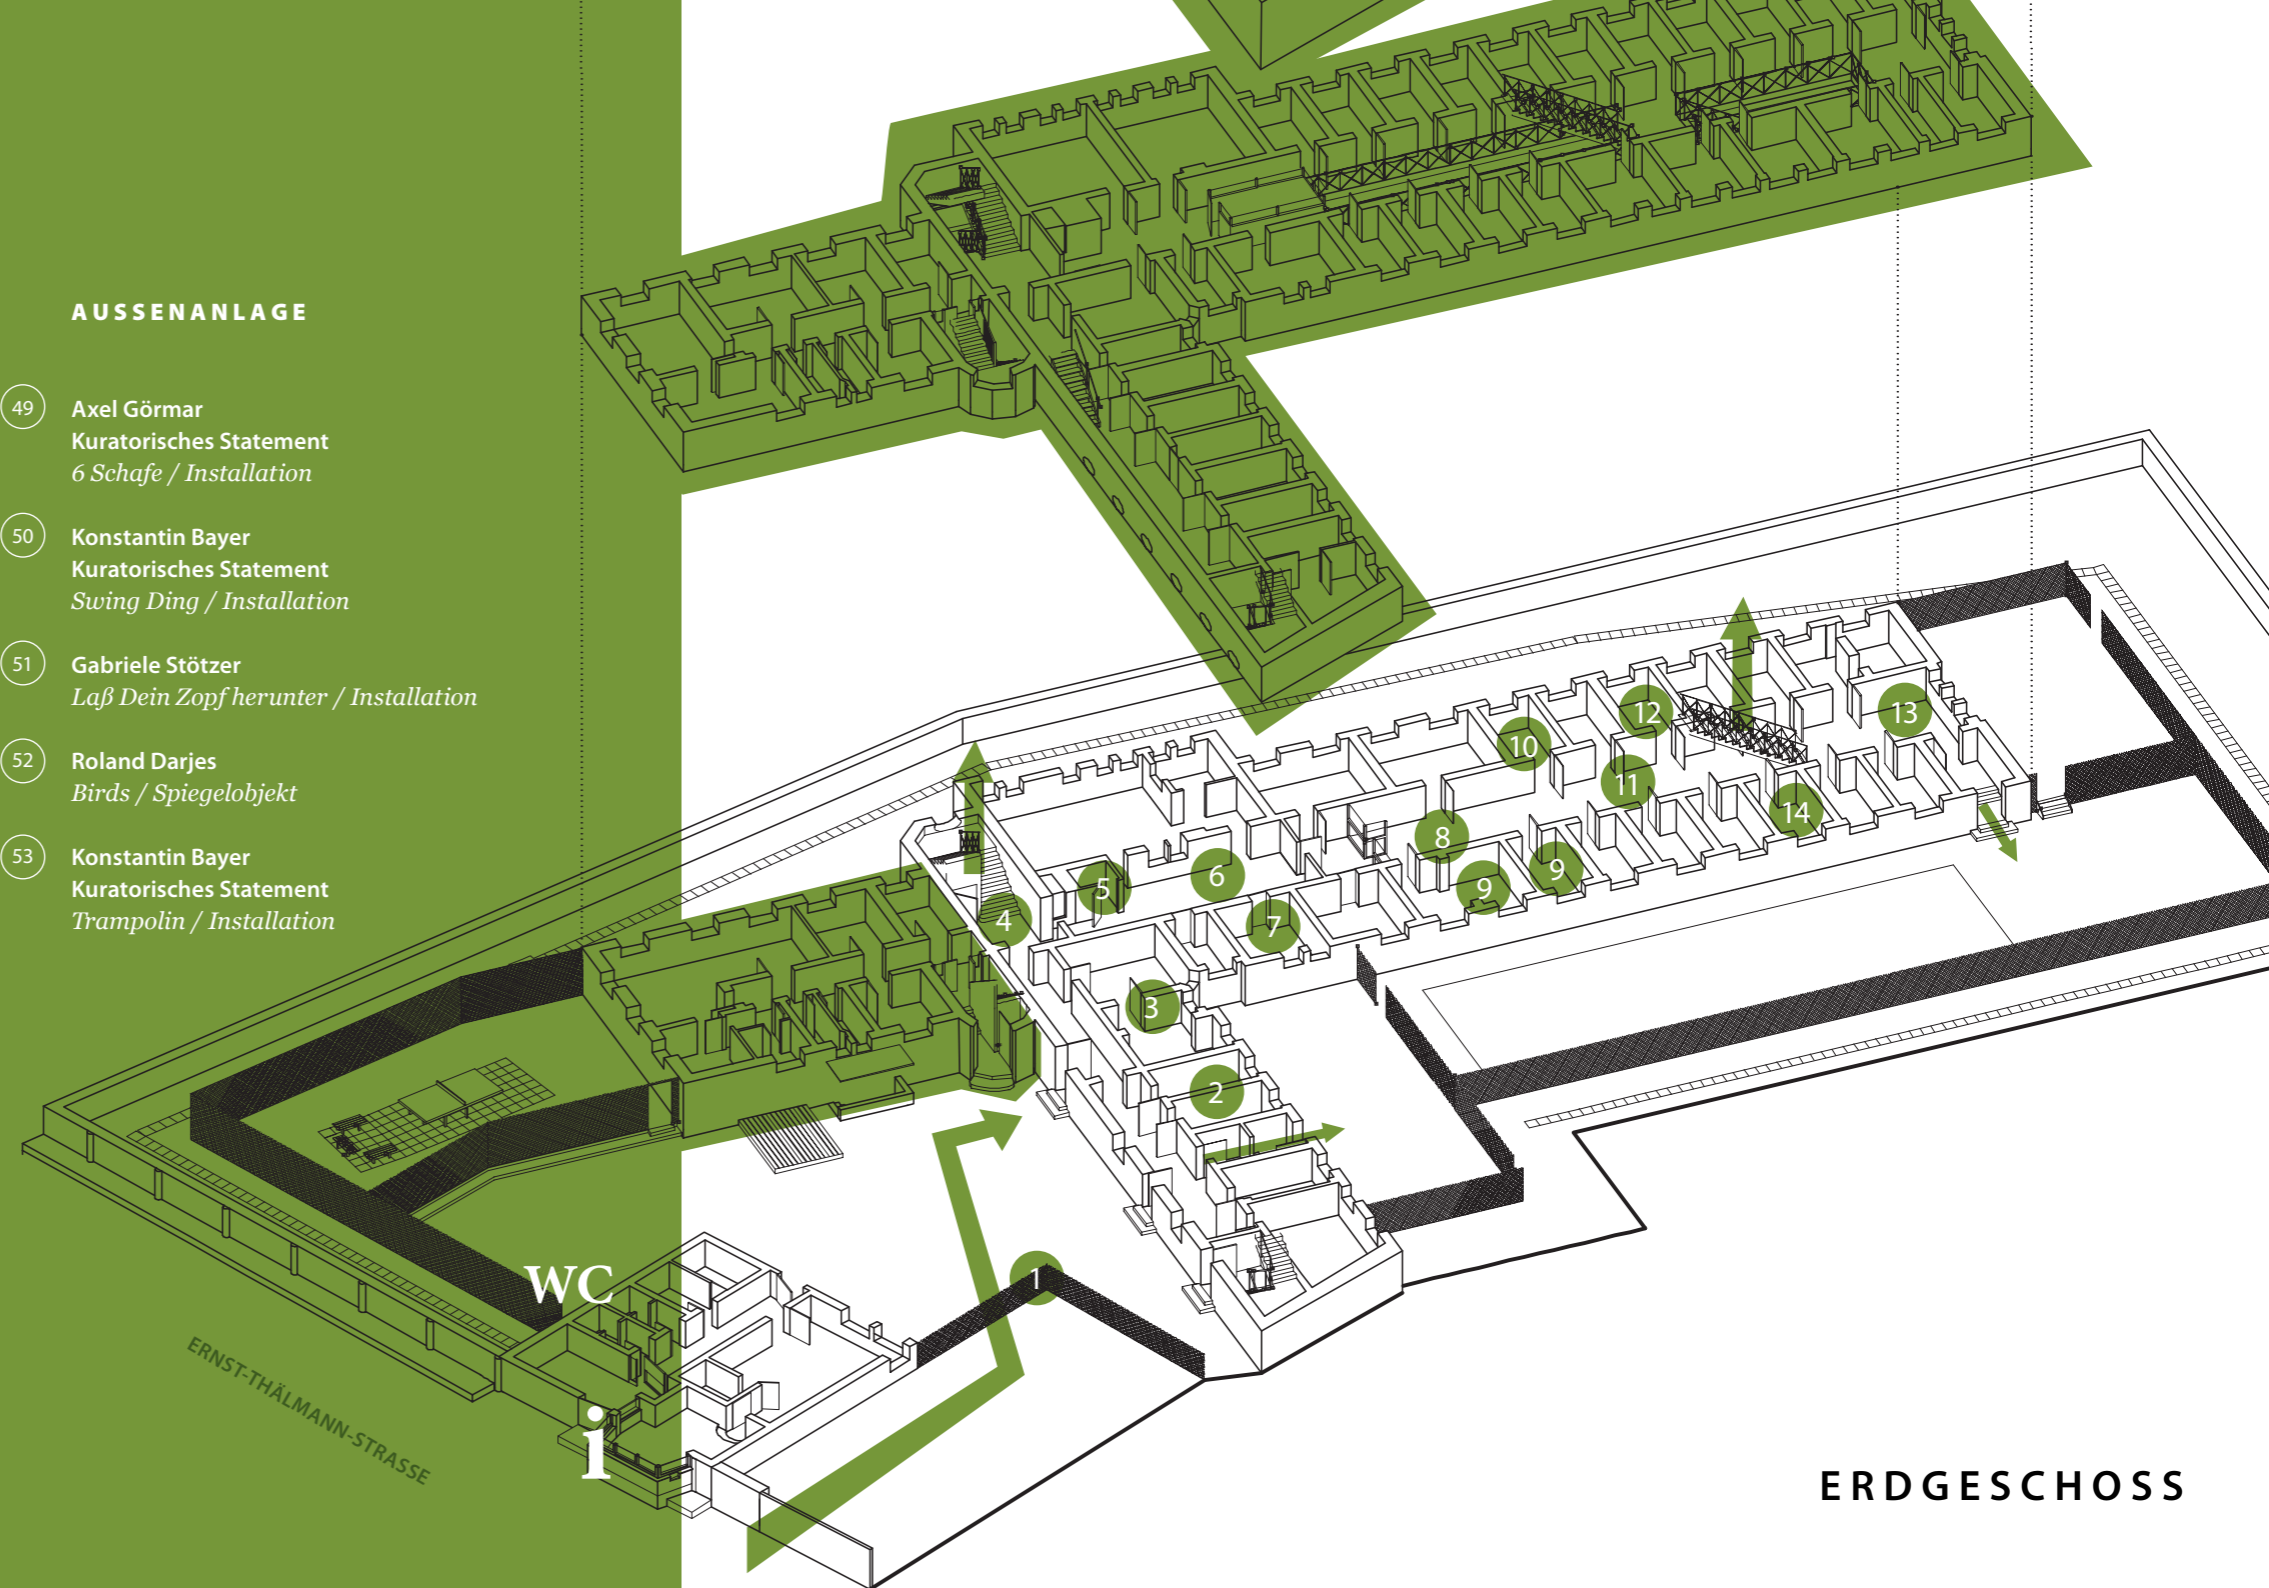 AUSSENANLAGE
49
Axel Görmar
Kuratorisches Statement
6 Schafe / Installation
50
Konstantin Bayer
Kuratorisches Statement
Swing Ding / Installation
51
Gabriele Stötzer
Laß Dein Zopf herunter / Installation
52
Roland Darjes
Birds / Spiegelobjekt
53
Konstantin Bayer
Kuratorisches Statement
Trampolin / Installation
12
13
10
11
14
8
9
9
6
5
7
4
3
2
1
WC
i
ERNST-THÄLMANN-STRASSE
ERDGESCHOSS